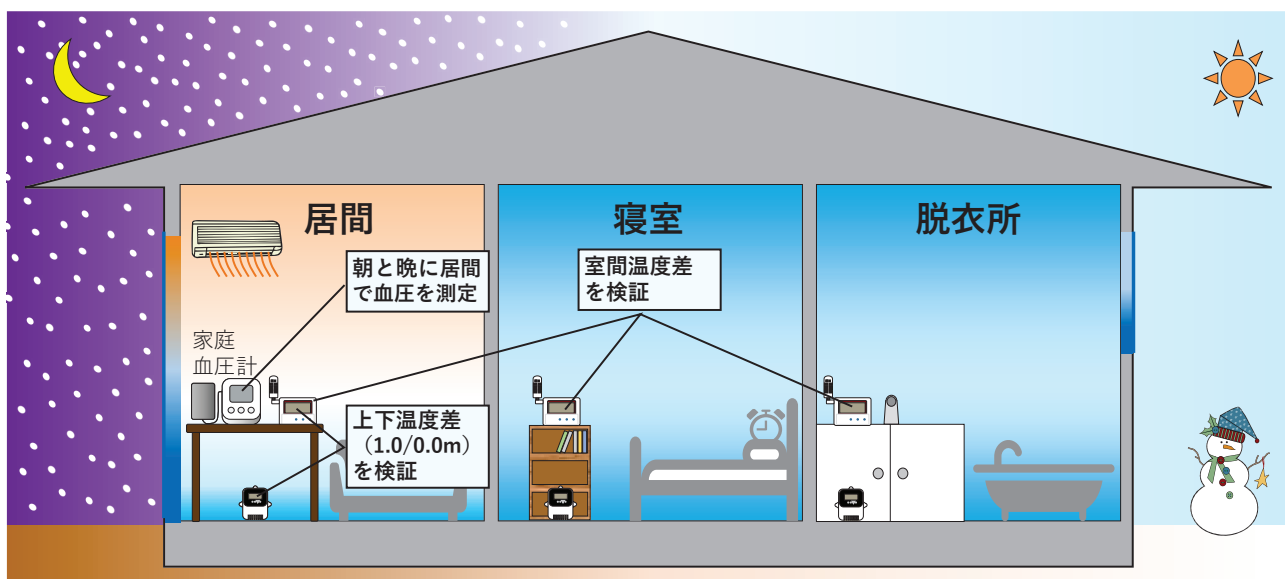 居間
寝室
脱衣所
朝と晩に居間
で血圧を測定
室間温度差
を検証
家庭
血圧計
上下温度差
（1.0/0.0m）
を検証